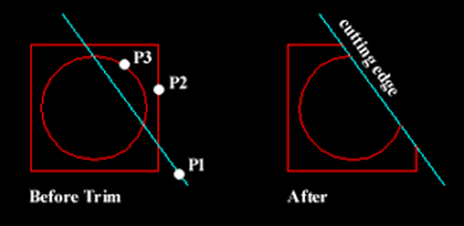 P3
P2
P1
Before Trim
cutting edge
After